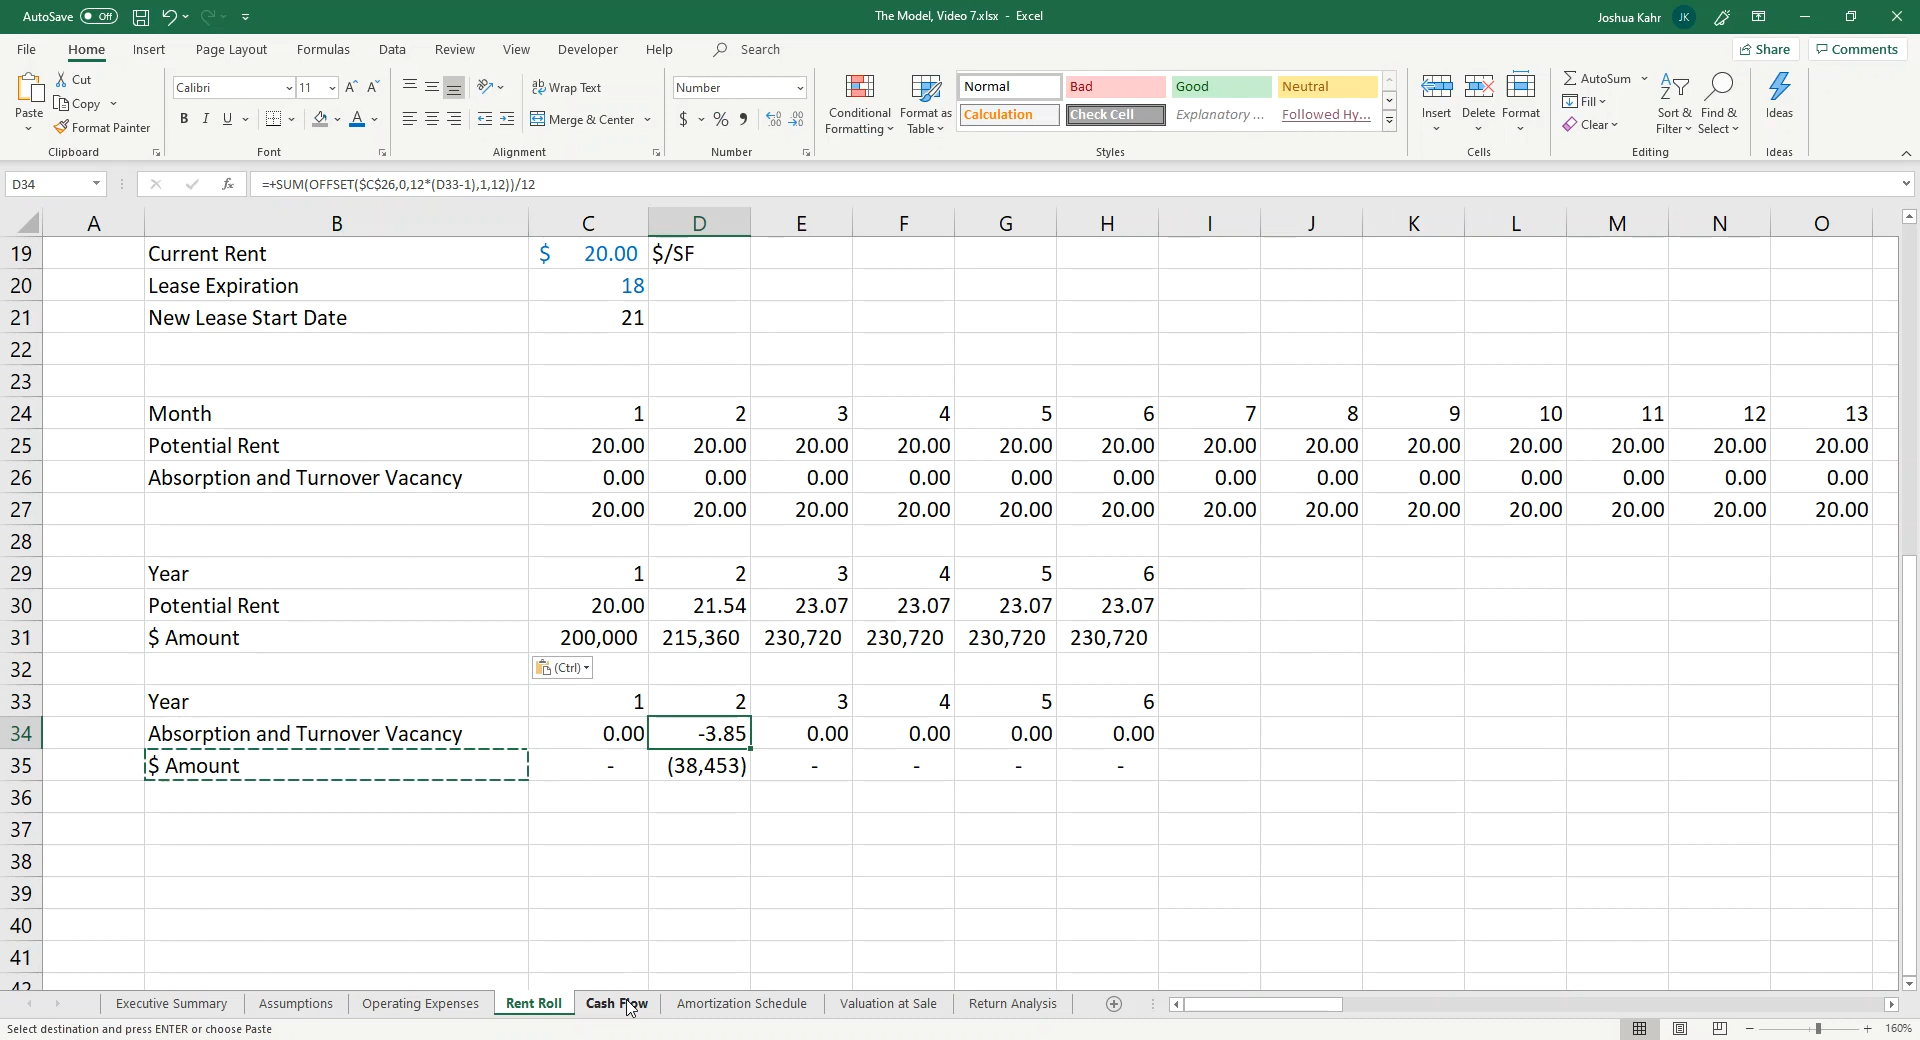 AutoSave Off The Model, Video 7.xlsx - Excel Joshua Kahr JK
File Home Insert Page Layout Formulas Data Review View Developer Help Search Share Comments
Paste Cut Copy Format Painter
Clipboard
Calibri 11 A A
B I U A
Font
ab Wrap Text
Merge & Center
Alignment
Number
$ % , .00
Number
Conditional Formatting Format as Table
Normal Bad Good Neutral
Calculation Check Cell Explanatory ... Followed Hy...
Styles
Insert Delete Format
Cells
AutoSum Fill Clear Sort & Filter Find & Select
Editing
Ideas
Ideas
D34 fx =+SUM(OFFSET($C$26,0,12*(D33-1),1,12))/12
A B C D E F G H I J K L M N O
19 Current Rent $ 20.00 $/SF
20 Lease Expiration 18
21 New Lease Start Date 21
22
23
24 Month 1 2 3 4 5 6 7 8 9 10 11 12 13
25 Potential Rent 20.00 20.00 20.00 20.00 20.00 20.00 20.00 20.00 20.00 20.00 20.00 20.00 20.00
26 Absorption and Turnover Vacancy 0.00 0.00 0.00 0.00 0.00 0.00 0.00 0.00 0.00 0.00 0.00 0.00 0.00
27 20.00 20.00 20.00 20.00 20.00 20.00 20.00 20.00 20.00 20.00 20.00 20.00 20.00
28
29 Year 1 2 3 4 5 6
30 Potential Rent 20.00 21.54 23.07 23.07 23.07 23.07
31 $ Amount 200,000 215,360 230,720 230,720 230,720 230,720
32 (Ctrl)
33 Year 1 2 3 4 5 6
34 Absorption and Turnover Vacancy 0.00 -3.85 0.00 0.00 0.00 0.00
35 $ Amount - (38,453) - - - -
36
37
38
39
40
41
42
Executive Summary Assumptions Operating Expenses Rent Roll Cash Flow Amortization Schedule Valuation at Sale Return Analysis
Select destination and press ENTER or choose Paste 160%